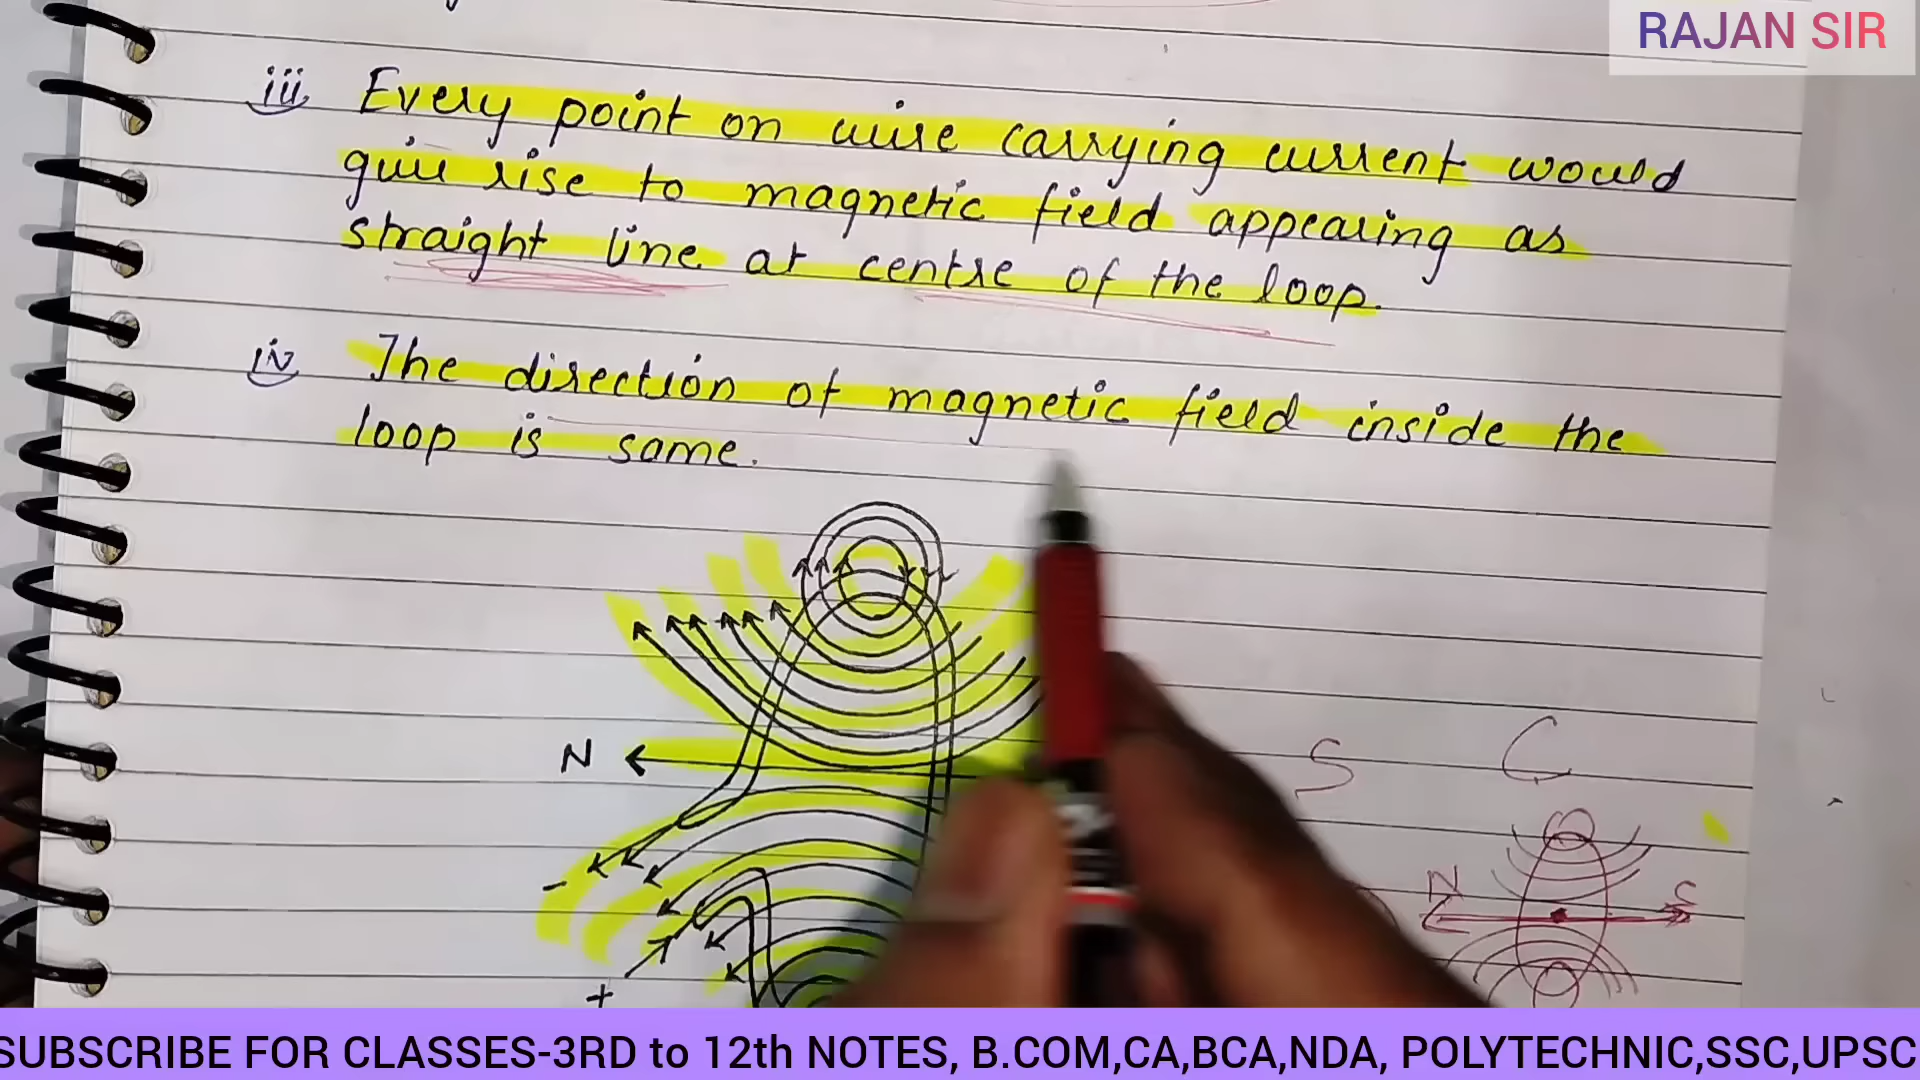 RAJAN SIR
iii Every point on wire carrying current would
give rise to magnetic field appearing as
straight line at centre of the loop.
iv The direction of magnetic field inside the
loop is same.
N
S C
N S
-
+
SUBSCRIBE FOR CLASSES-3RD to 12th NOTES, B.COM,CA,BCA,NDA, POLYTECHNIC,SSC,UPSC